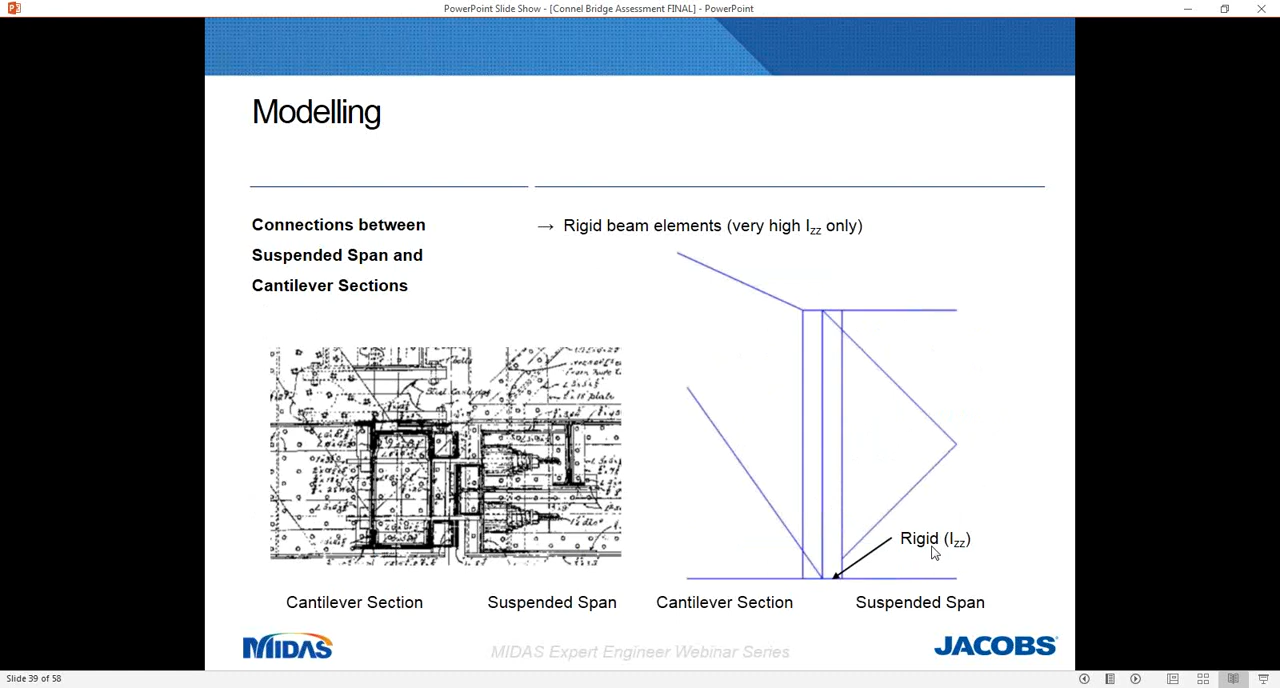 PowerPoint Slide Show - [Connel Bridge Assessment FINAL] - PowerPoint
Modelling
Connections between
Suspended Span and
Cantilever Sections
→ Rigid beam elements (very high Izz only)
Rigid (Izz)
Cantilever Section
Suspended Span
Cantilever Section
Suspended Span
MIDAS
MIDAS Expert Engineer Webinar Series
JACOBS
Slide 39 of 58